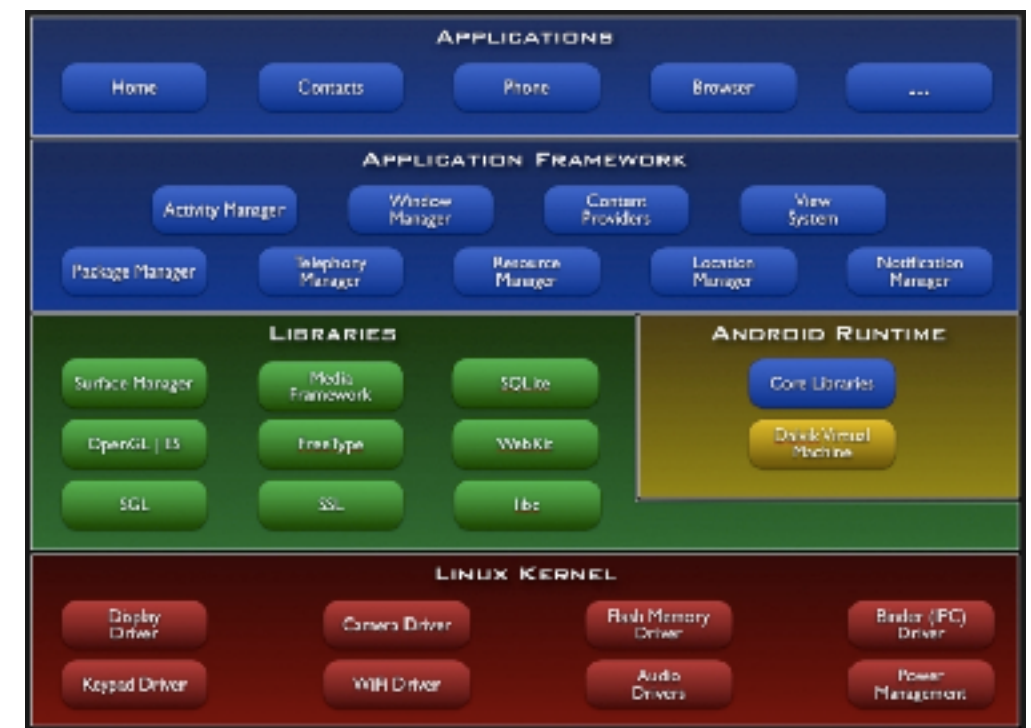 APPLICATIONS
Home
Contacts
Phone
Browser
...
APPLICATION FRAMEWORK
Activity Manager
Window
Manager
Content
Providers
View
System
Package Manager
Telephony
Manager
Resource
Manager
Location
Manager
Notification
Manager
LIBRARIES
ANDROID RUNTIME
Surface Manager
Media
Framework
SQLite
Core Libraries
OpenGL | ES
FreeType
WebKit
Dalvik Virtual
Machine
SGL
SSL
libc
LINUX KERNEL
Display
Driver
Camera Driver
Flash Memory
Driver
Binder (IPC)
Driver
Keypad Driver
WiFi Driver
Audio
Drivers
Power
Management